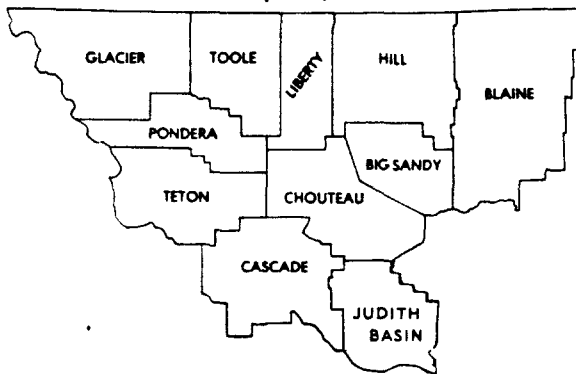 GLACIER
TOOLE
LIBERTY
HILL
BLAINE
PONDERA
BIG SANDY
TETON
CHOUTEAU
CASCADE
JUDITH
BASIN